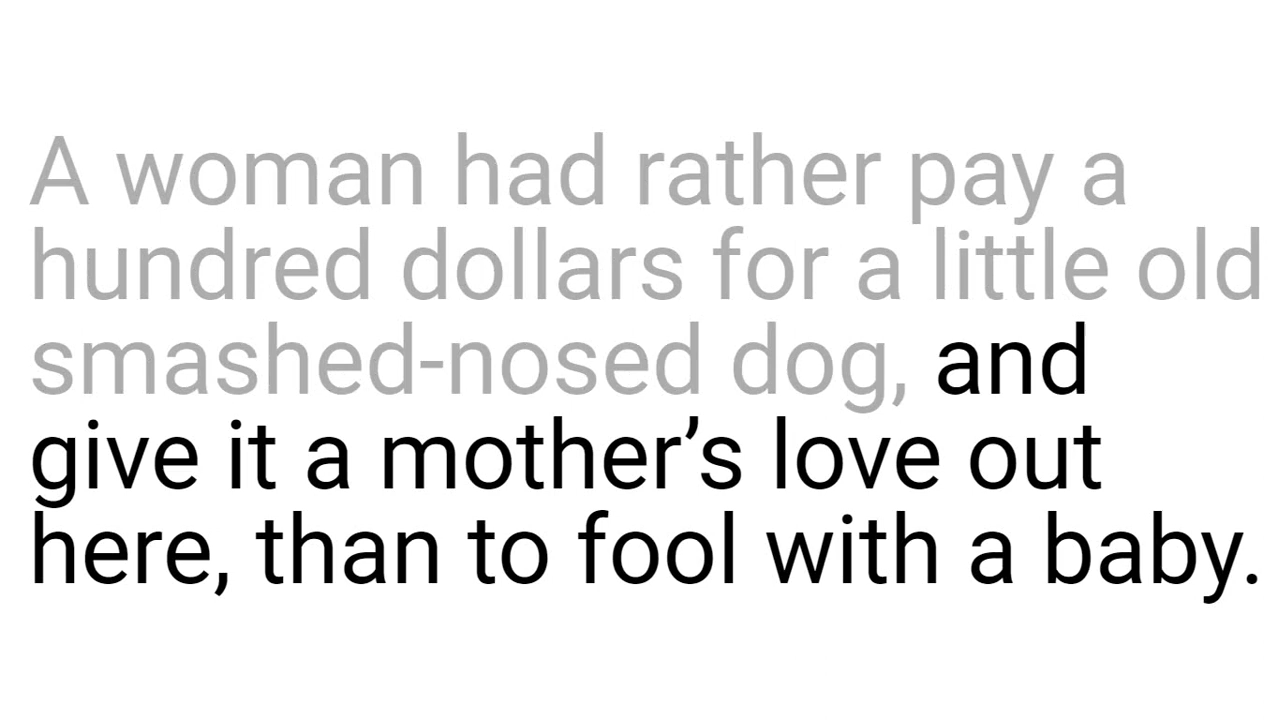 A woman had rather pay a
hundred dollars for a little old
smashed-nosed dog, and
give it a mother’s love out
here, than to fool with a baby.